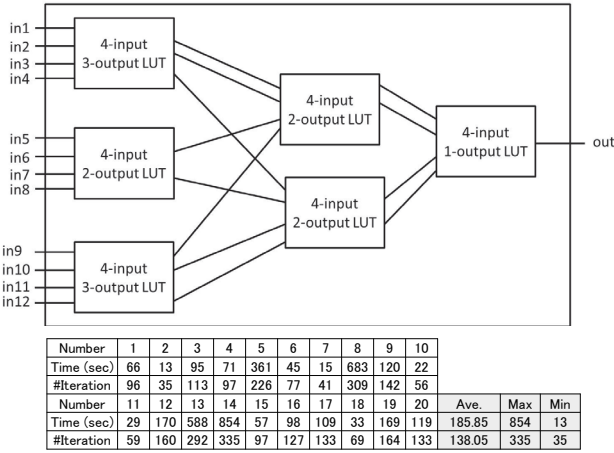 in1
in2
in3
in4
4-input
3-output LUT
in5
in6
in7
in8
4-input
2-output LUT
in9
in10
in11
in12
4-input
3-output LUT
4-input
2-output LUT
4-input
2-output LUT
4-input
1-output LUT
out
Number 1 2 3 4 5 6 7 8 9 10
Time (sec) 66 13 95 71 361 45 15 683 120 22
#Iteration 96 35 113 97 226 77 41 309 142 56
Number 11 12 13 14 15 16 17 18 19 20 Ave. Max Min
Time (sec) 29 170 588 854 57 98 109 33 169 119 185.85 854 13
#Iteration 59 160 292 335 97 127 133 69 164 133 138.05 335 35